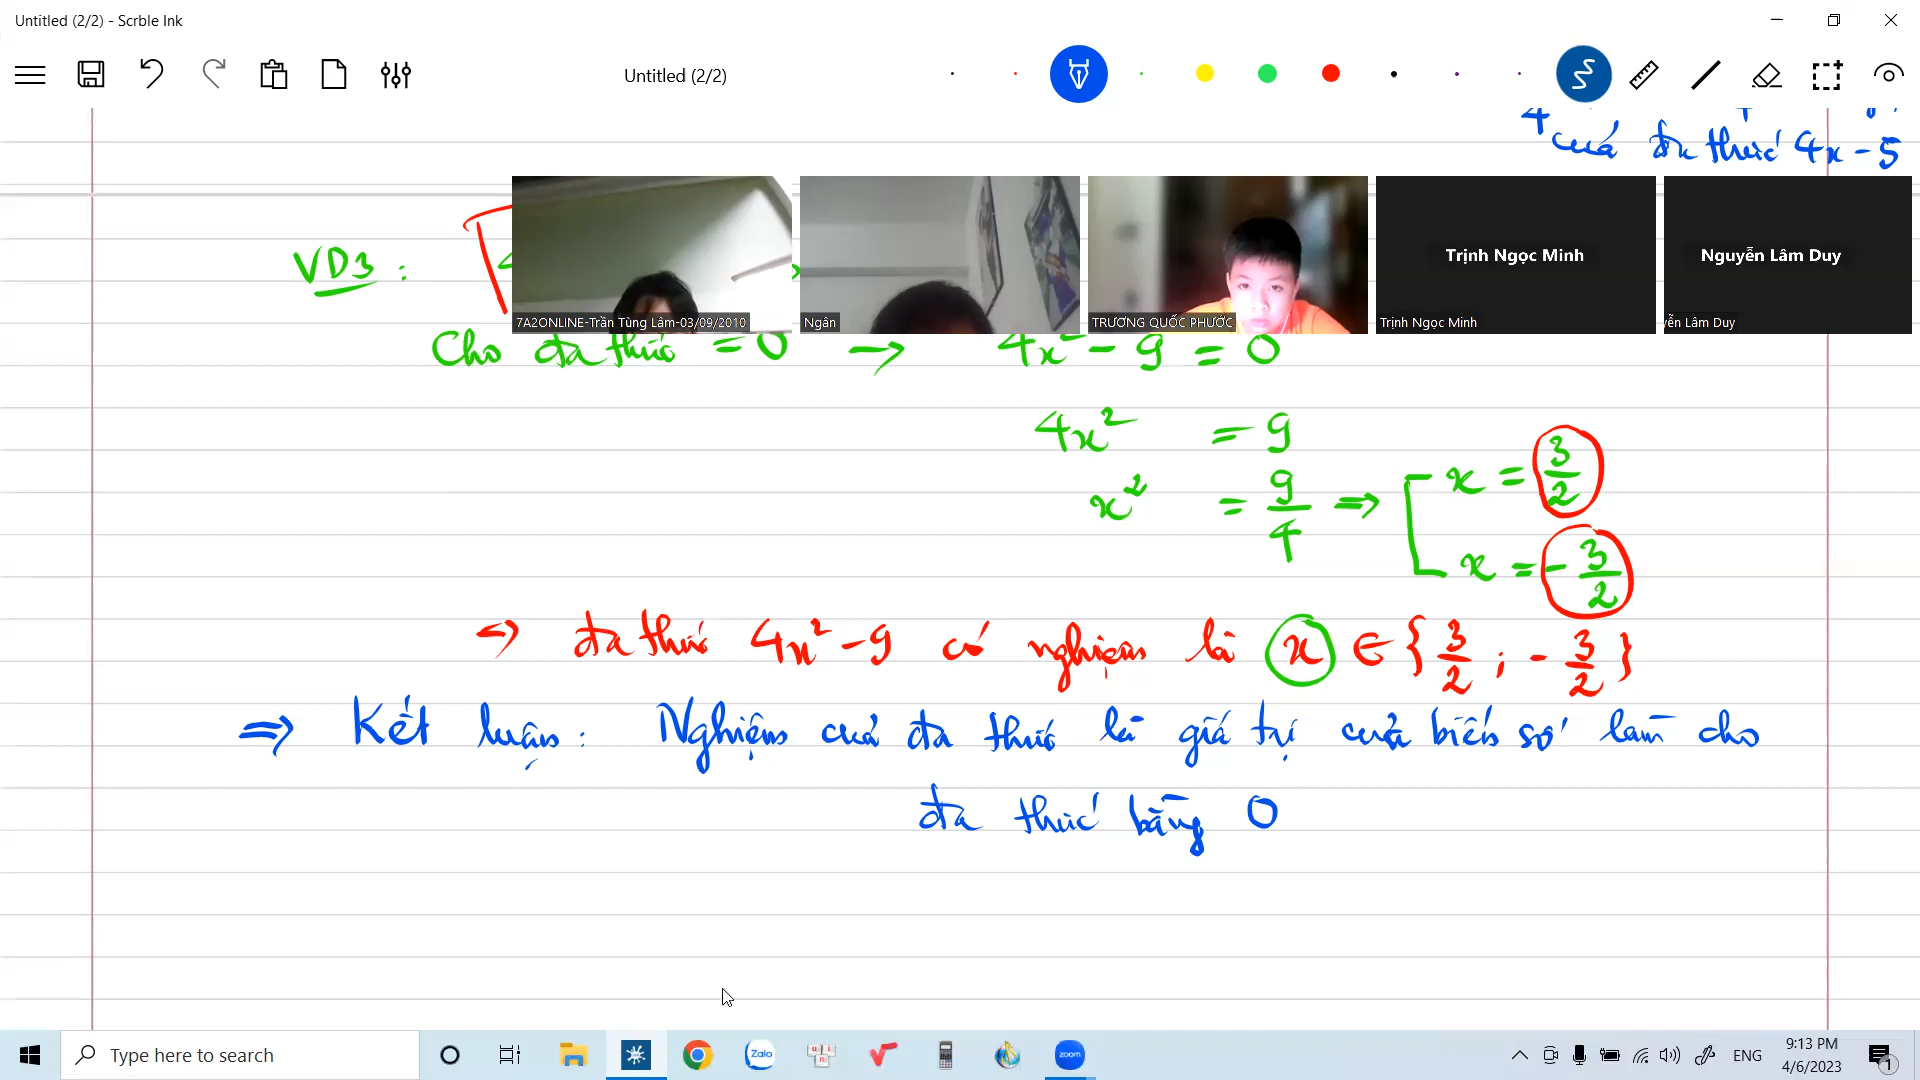 Untitled (2/2) - Scrble Ink
Untitled (2/2)
4
của đa thức 4x - 5
VD3 :
7A2ONLINE-Trần Tùng Lâm-03/09/2010
Ngân
TRƯƠNG QUỐC PHƯỚC
Trịnh Ngọc Minh
Trịnh Ngọc Minh
Nguyễn Lâm Duy
ễn Lâm Duy
Cho đa thức = 0 → 4x² - 9 = 0
4x² = 9
x² = 9/4 ⇒ [ x = 3/2
x = - 3/2
⇒ đa thức 4x² - 9 có nghiệm là x ∈ { 3/2 ; - 3/2 }
⇒ Kết luận : Nghiệm của đa thức là giá trị của biến số làm cho
đa thức bằng 0
Type here to search
Zalo
zoom
ENG
9:13 PM
4/6/2023
1